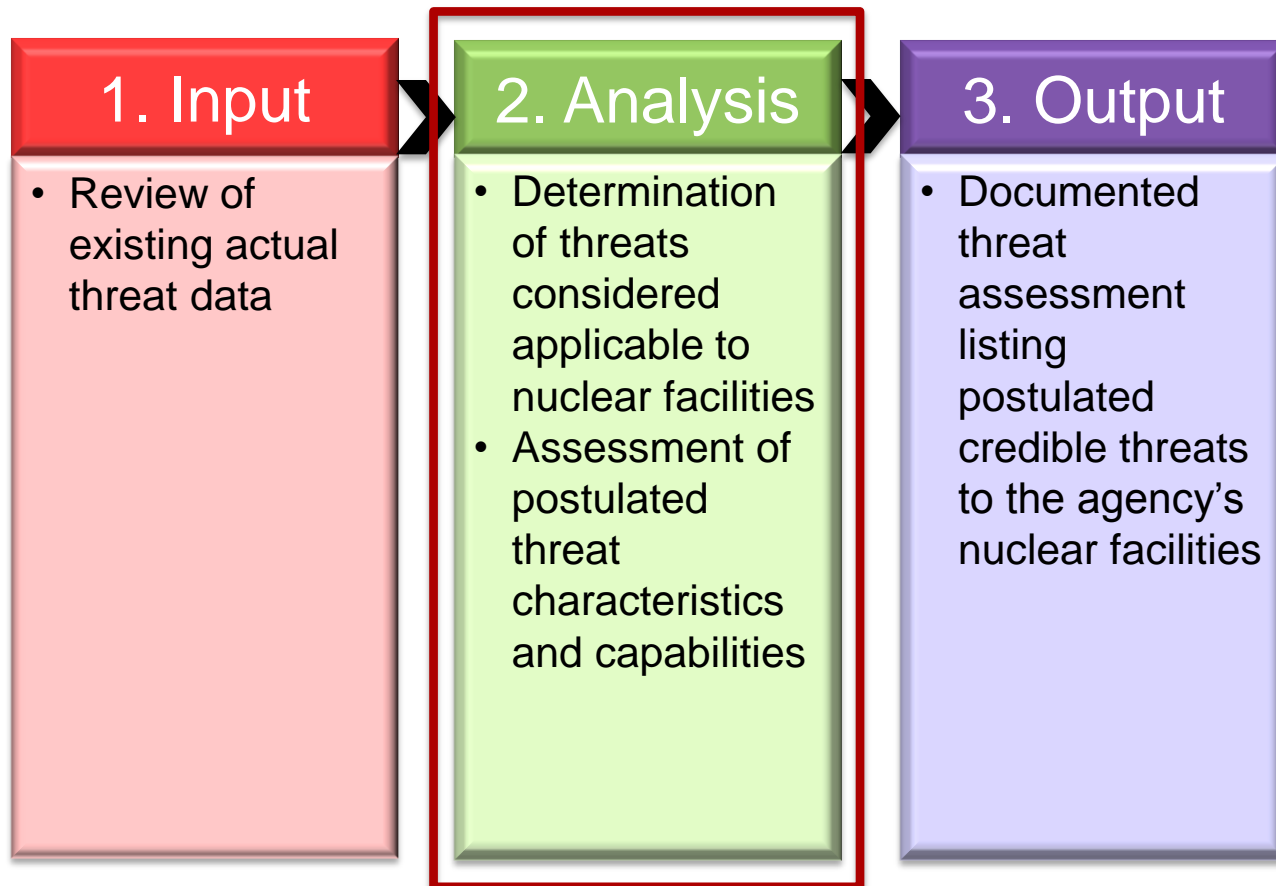 1. Input
• Review of
existing actual
threat data
2. Analysis
• Determination
of threats
considered
applicable to
nuclear facilities
• Assessment of
postulated
threat
characteristics
and capabilities
3. Output
• Documented
threat
assessment
listing
postulated
credible threats
to the agency’s
nuclear facilities